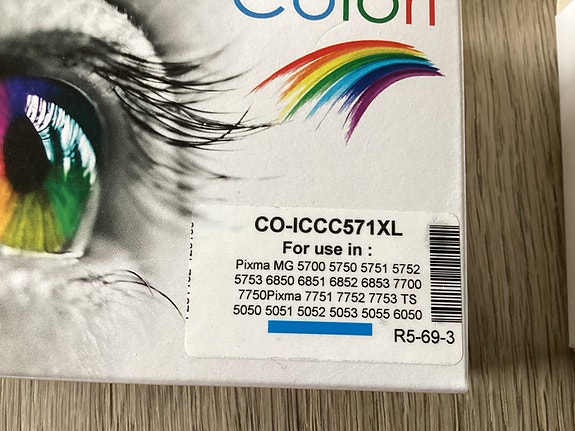 Colori
CO-ICCC571XL
For use in :
Pixma MG 5700 5750 5751 5752
5753 6850 6851 6852 6853 7700
7750Pixma 7751 7752 7753 TS
5050 5051 5052 5053 5055 6050
R5-69-3